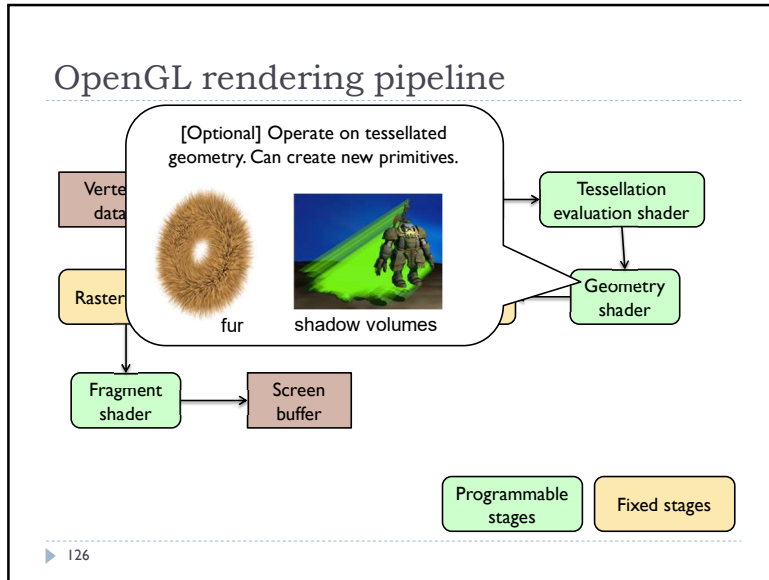 OpenGL rendering pipeline
[Optional] Operate on tessellated
geometry. Can create new primitives.
fur
shadow volumes
Verte
data
Tessellation
evaluation shader
Raster
Geometry
shader
Fragment
shader
Screen
buffer
Programmable
stages
Fixed stages
126